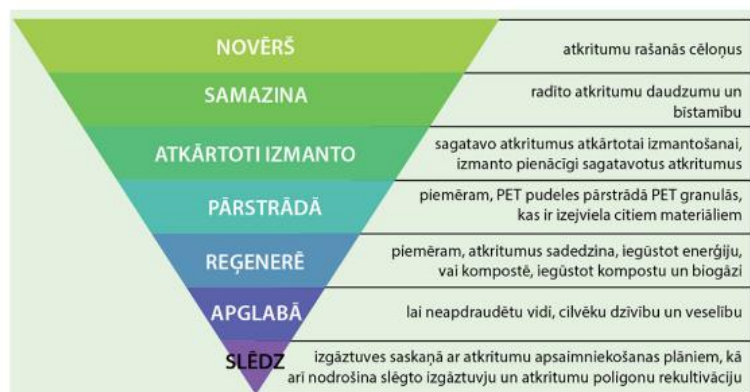 NOVĒRŠ
atkritumu rašanās cēloņus
SAMAZINA
radīto atkritumu daudzumu un
bīstamību
ATKĀRTOTI IZMANTO
sagatavo atkritumus atkārtotai izmantošanai,
izmanto pienācīgi sagatavotus atkritumus
PĀRSTRĀDĀ
piemēram, PET pudeles pārstrādā PET granulās,
kas ir izejviela citiem materiāliem
REĢENERĒ
piemēram, atkritumus sadedzina, iegūstot enerģiju,
vai kompostē, iegūstot kompostu un biogāzi
APGLABĀ
lai neapdraudētu vidi, cilvēku dzīvību un veselību
SLĒDZ
izgāztuves saskaņā ar atkritumu apsaimniekošanas plāniem, kā
arī nodrošina slēgto izgāztuvju un atkritumu poligonu rekultivāciju